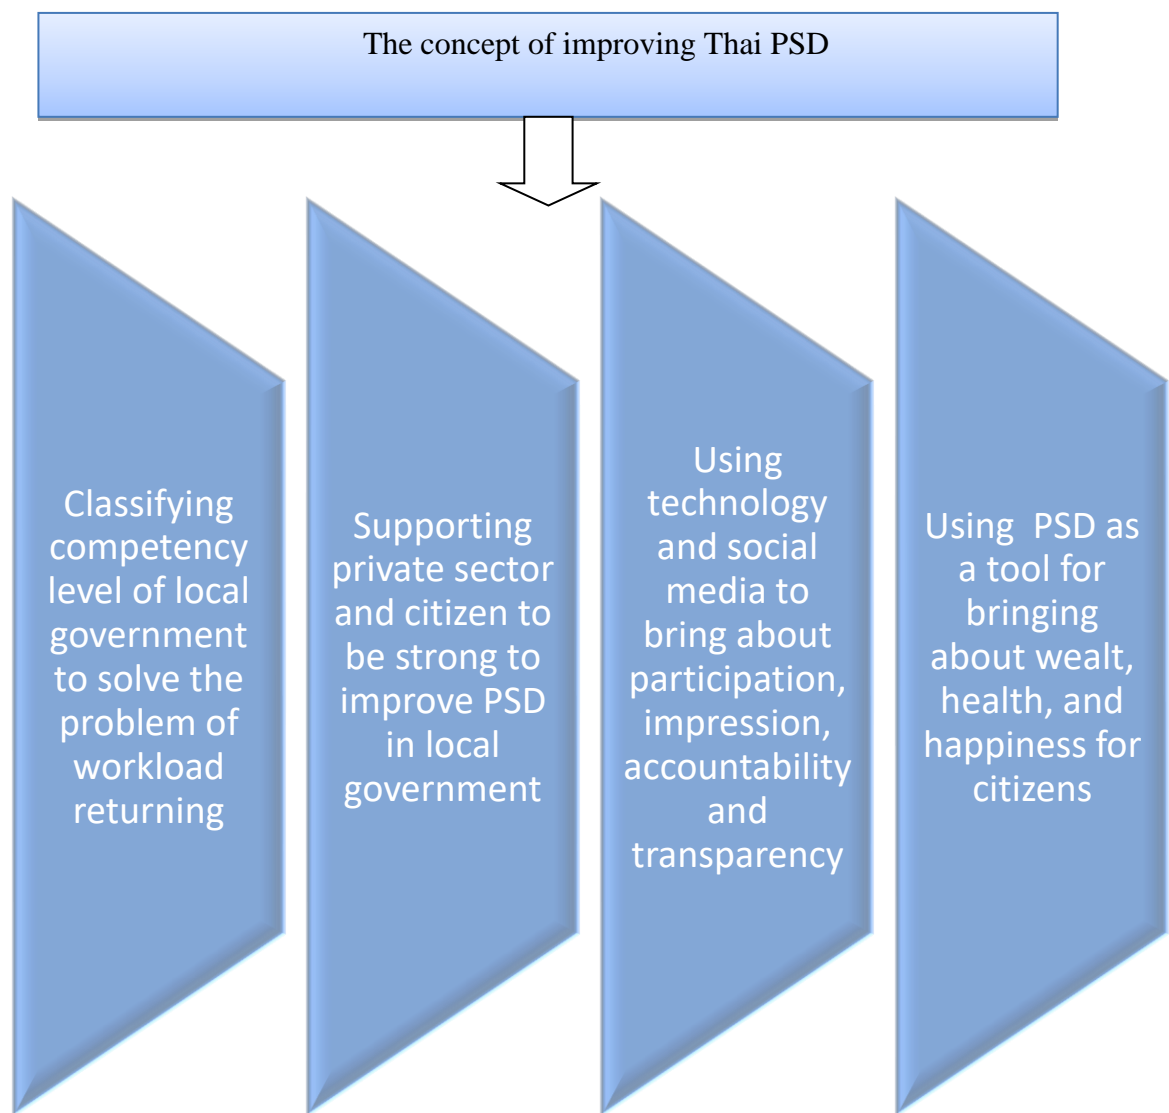 The concept of improving Thai PSD
Classifying
competency
level of local
government
to solve the
problem of
workload
returning
Supporting
private sector
and citizen to
be strong to
improve PSD
in local
government
Using
technology
and social
media to
bring about
participation,
impression,
accountability
and
transparency
Using  PSD as
a tool for
bringing
about wealt,
health, and
happiness for
citizens